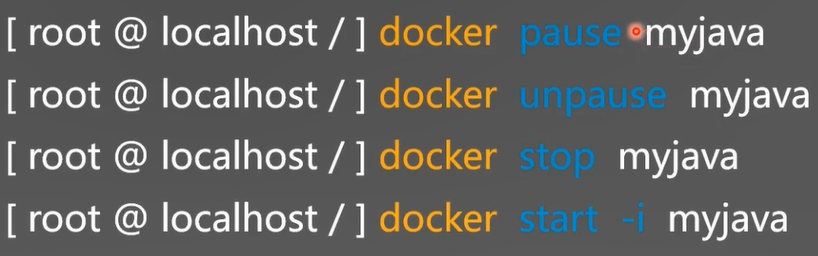 [ root @ localhost / ] docker pause myjava
[ root @ localhost / ] docker unpause myjava
[ root @ localhost / ] docker stop myjava
[ root @ localhost / ] docker start -i myjava